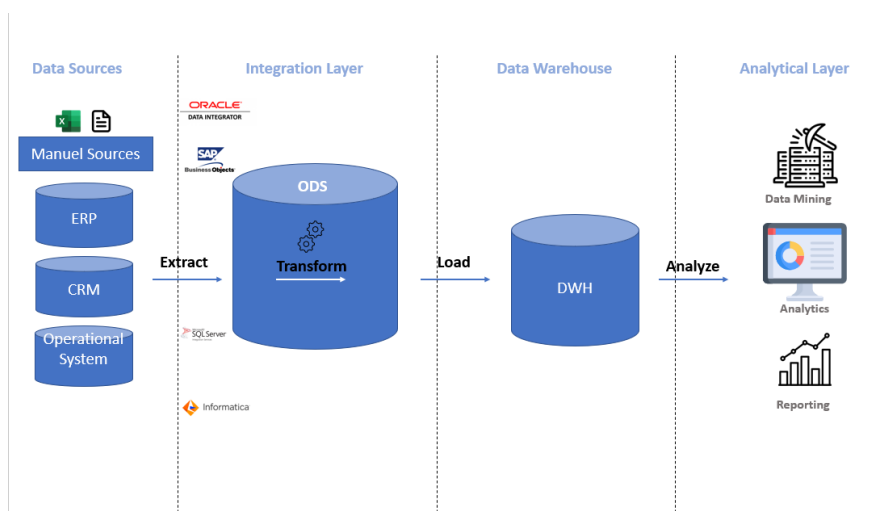 Data Sources
Integration Layer
Data Warehouse
Analytical Layer
ORACLE
DATA INTEGRATOR
Manuel Sources
SAP
BusinessObjects
ODS
Data Mining
ERP
Extract
Transform
Load
Analyze
CRM
DWH
Analytics
Operational
System
SQL Server
Informatica
Reporting